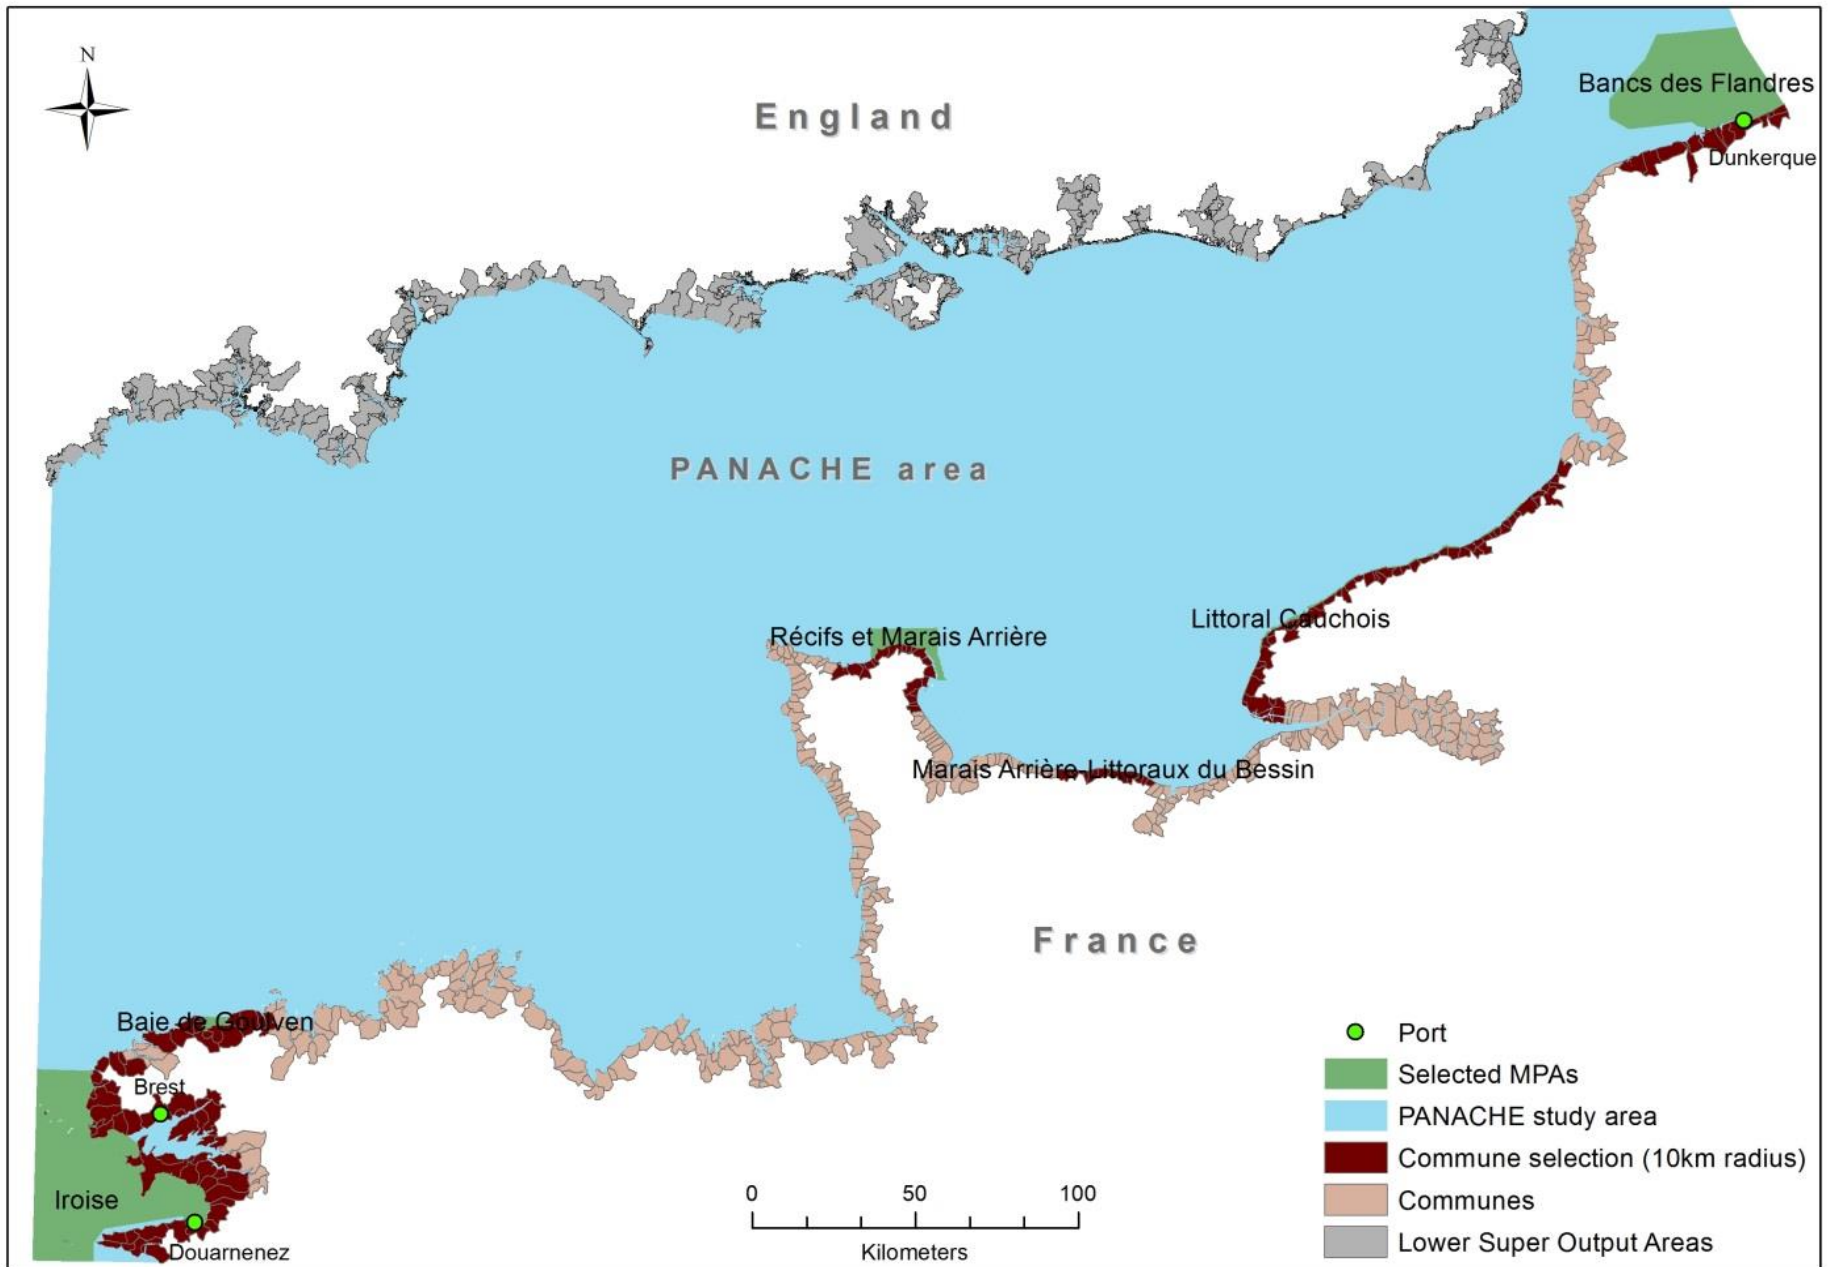 N
England
Bancs des Flandres
Dunkerque
PANACHE area
Littoral Cauchois
Récifs et Marais Arrière
Marais Arrière-Littoraux du Bessin
France
Baie de Goulven
Brest
Iroise
Douarnenez
0 50 100
Kilometers
Port
Selected MPAs
PANACHE study area
Commune selection (10km radius)
Communes
Lower Super Output Areas